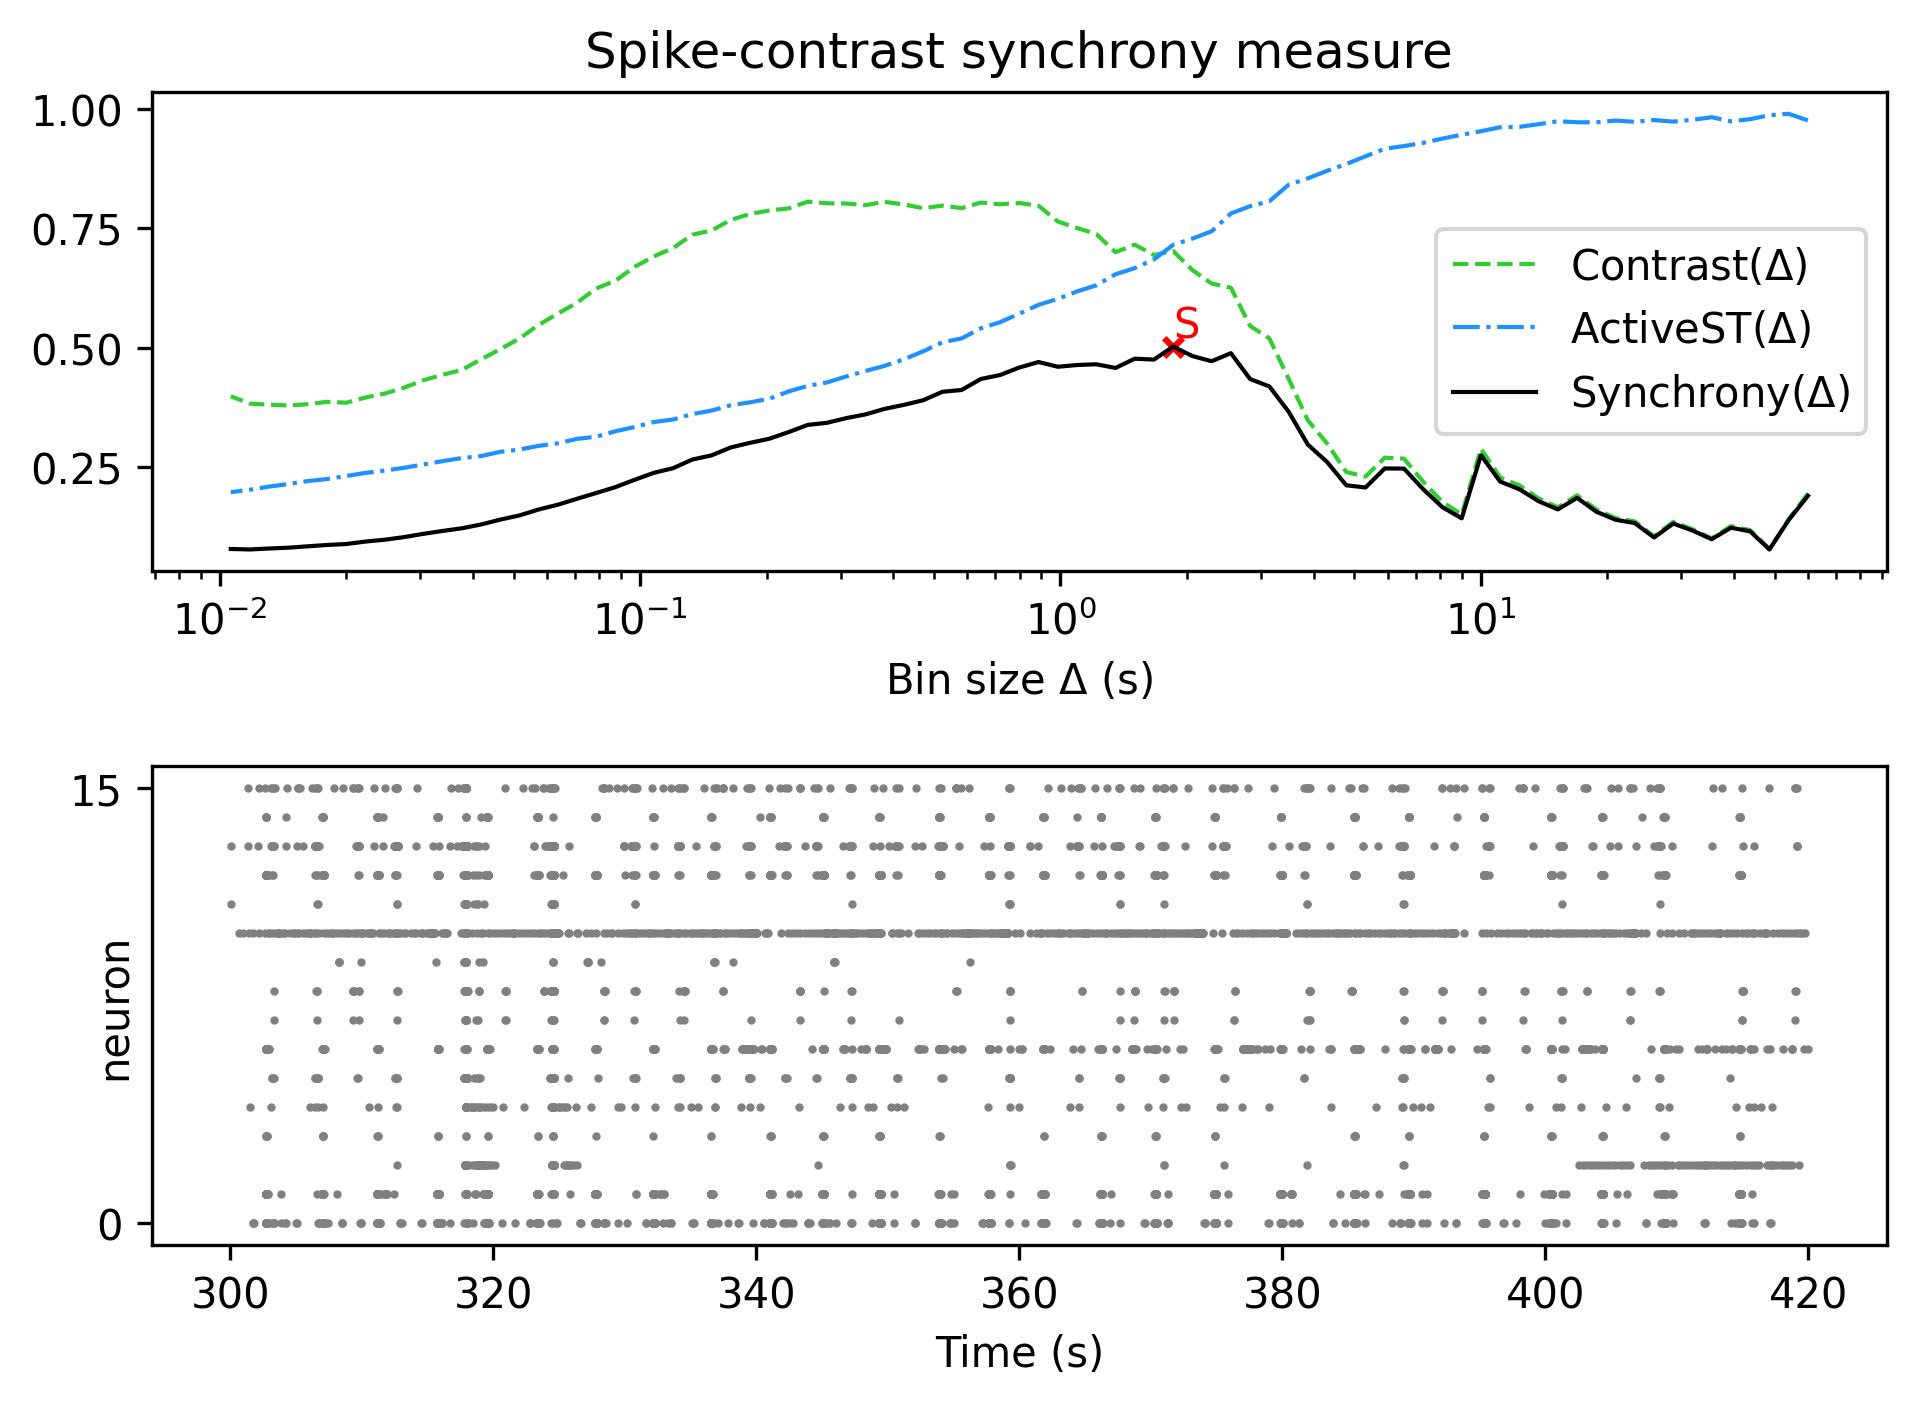 Spike-contrast synchrony measure
1.00
0.75
0.50
0.25
S
Contrast(Δ)
ActiveST(Δ)
Synchrony(Δ)
10⁻² 10⁻¹ 10⁰ 10¹
Bin size Δ (s)
15
0
neuron
300 320 340 360 380 400 420
Time (s)